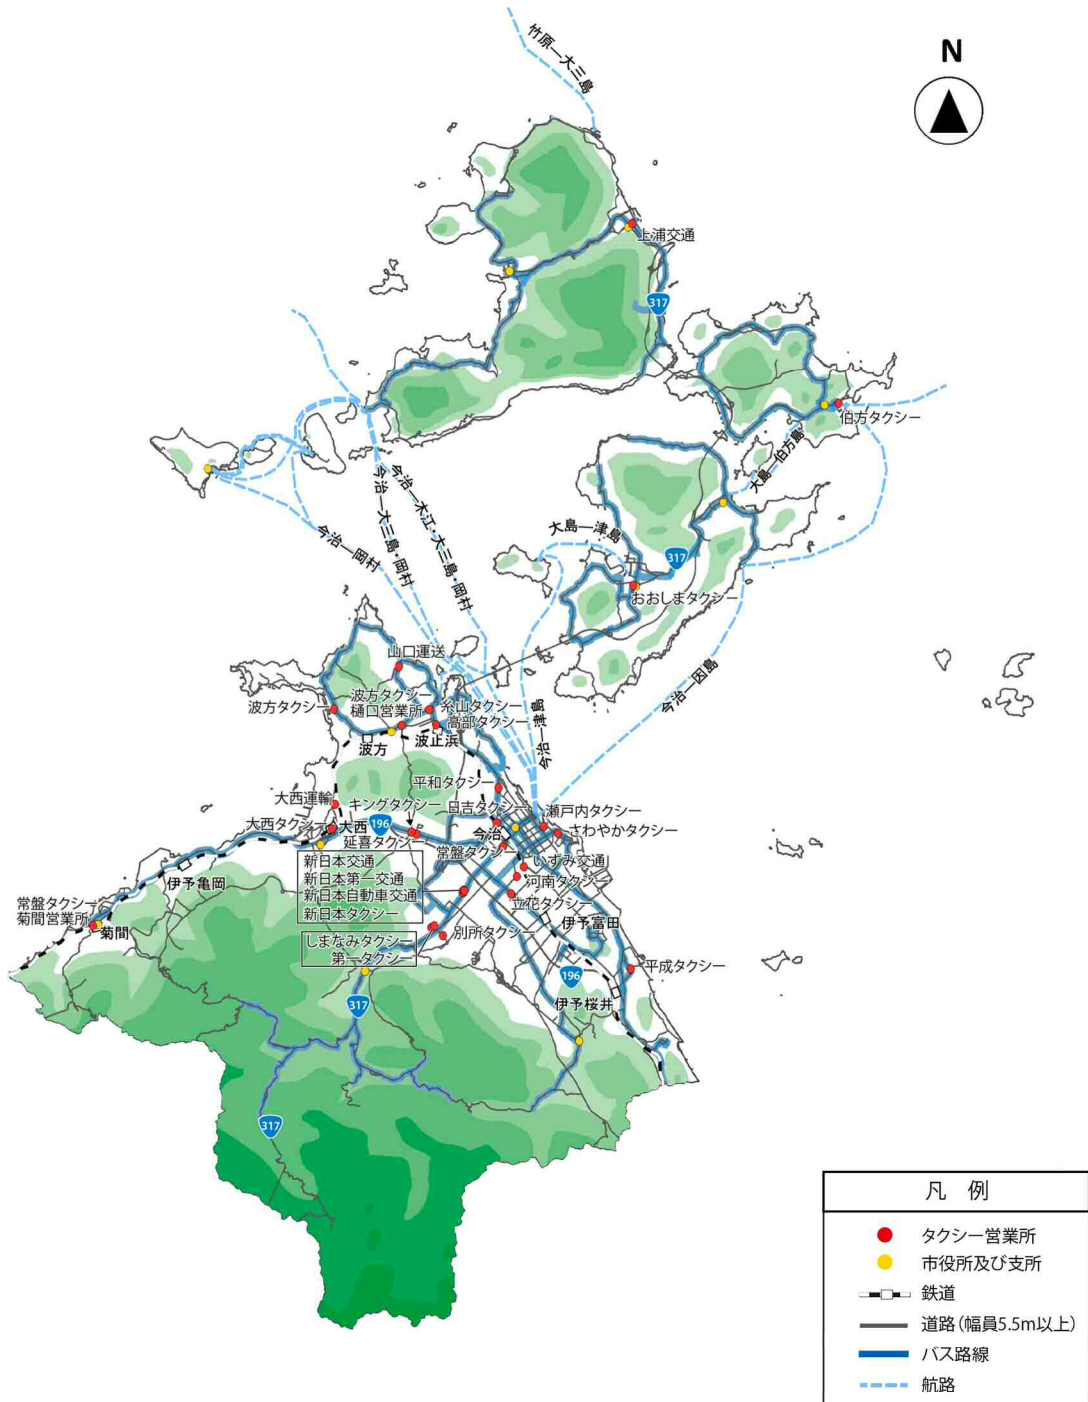 N
竹原ー大三島
上浦交通
317
伯方タクシー
大島ー伯方島
今治ー木江・大三島・岡村
今治ー大三島・岡村
今治ー岡村
大島ー津島
317
おおしまタクシー
今治ー因島
今治ー津島
山口運送
波方タクシー
波方タクシー
樋口営業所
糸山タクシー
高部タクシー
波方
波止浜
平和タクシー
大西運輸
キングタクシー
日吉タクシー
瀬戸内タクシー
大西タクシー
大西
196
今治
さわやかタクシー
延喜タクシー
常盤タクシー
いずみ交通
新日本交通
新日本第一交通
新日本自動車交通
新日本タクシー
河南タクシー
立花タクシー
伊予亀岡
常盤タクシー
菊間営業所
菊間
伊予富田
別所タクシー
しまなみタクシー
第一タクシー
平成タクシー
196
伊予桜井
317
317
凡 例
タクシー営業所
市役所及び支所
鉄道
道路(幅員5.5m以上)
バス路線
航路